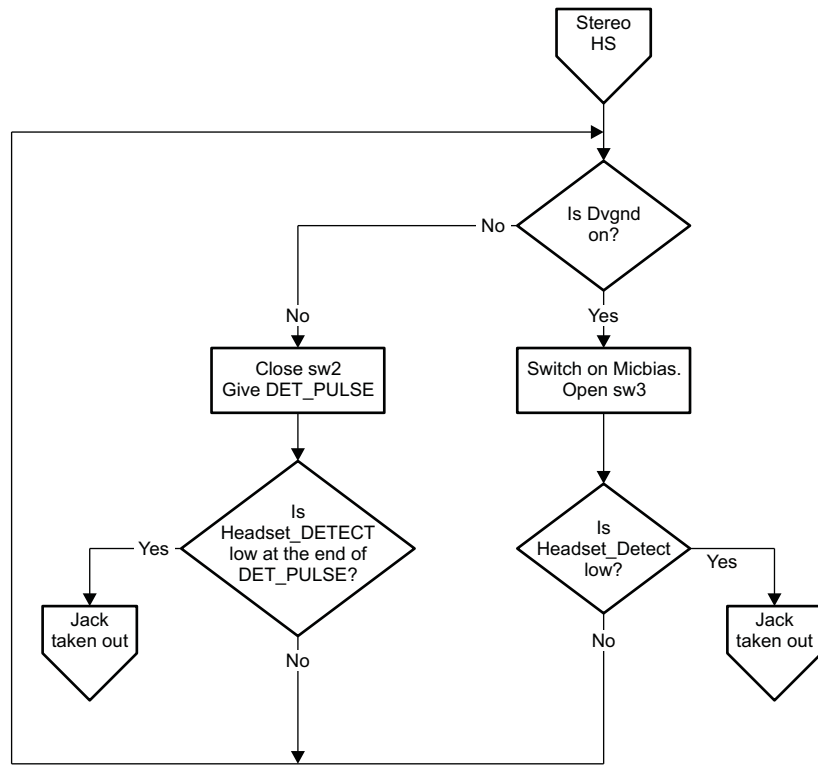 Stereo
HS
Is Dvgnd
on?
No
No
Yes
Close sw2
Give DET_PULSE
Switch on Micbias.
Open sw3
Is
Headset_DETECT
low at the end of
DET_PULSE?
Yes
Is
Headset_Detect
low?
Yes
Jack
taken out
No
No
Jack
taken out